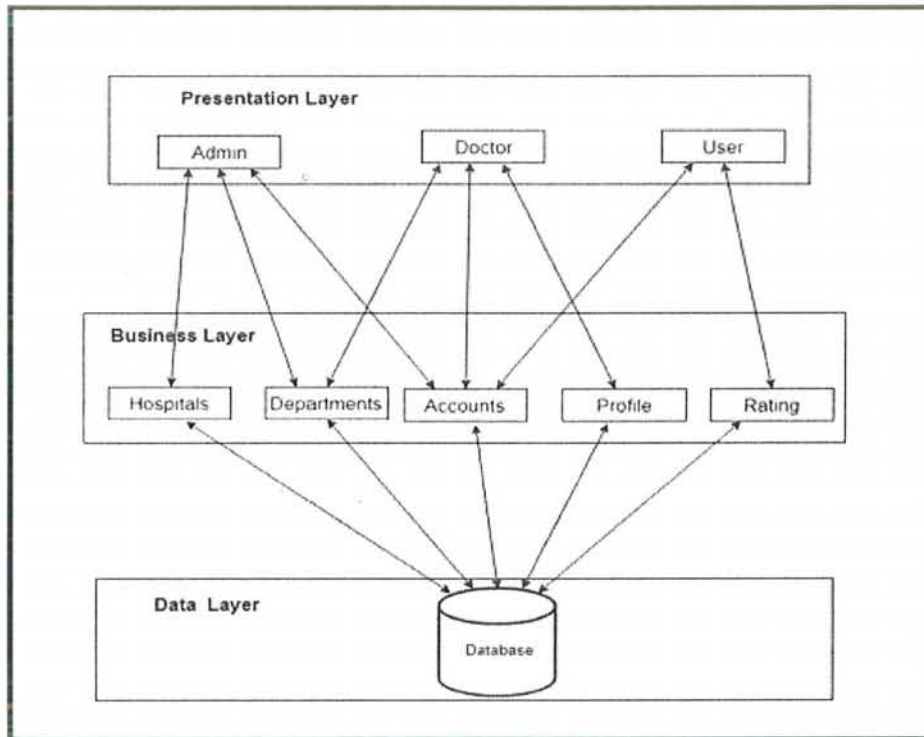 Presentation Layer
Admin
Doctor
User
Business Layer
Hospitals
Departments
Accounts
Profile
Rating
Data Layer
Database